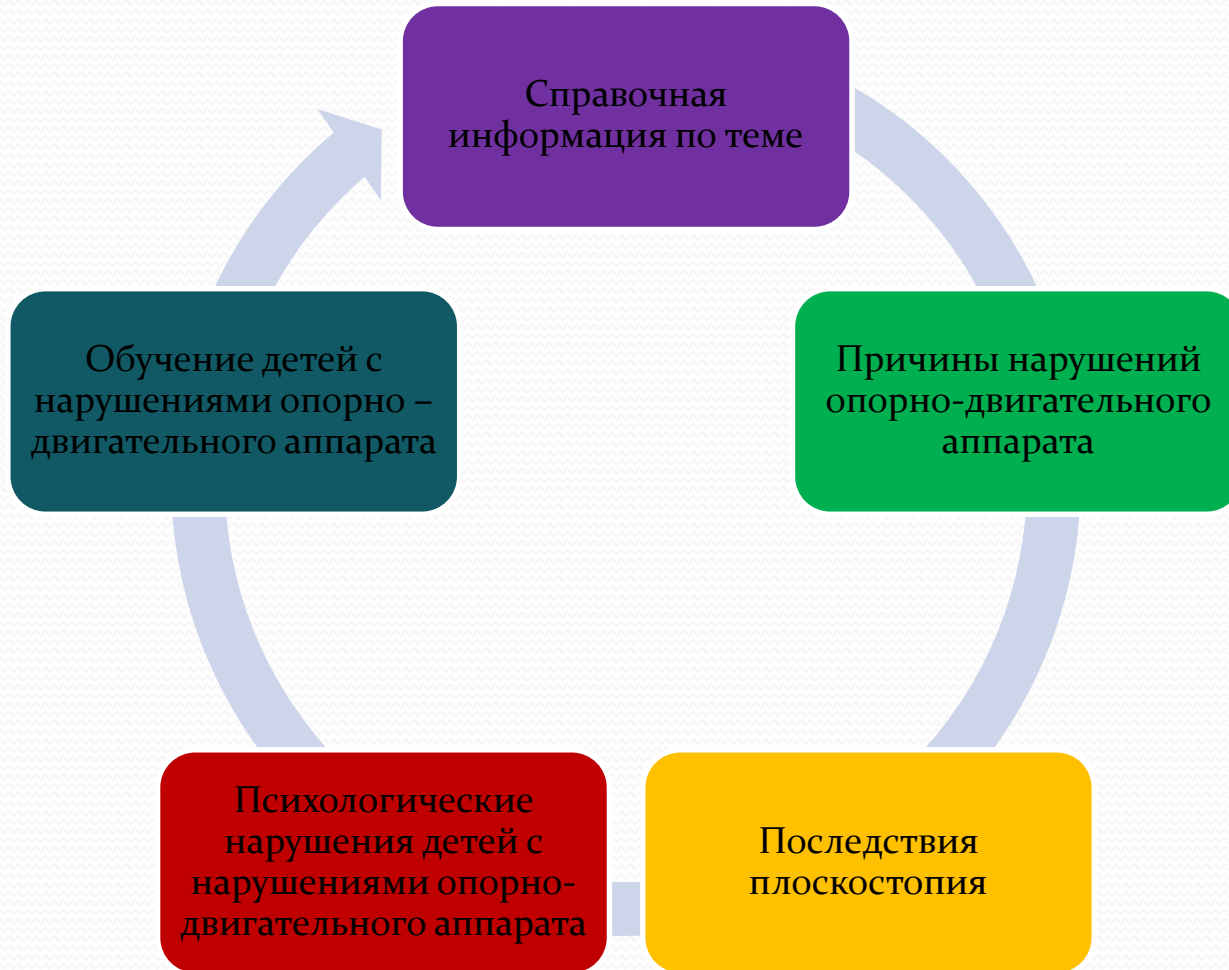 Справочная
информация по теме
Причины нарушений
опорно-двигательного
аппарата
Последствия
плоскостопия
Психологические
нарушения детей с
нарушениями опорно-
двигательного аппарата
Обучение детей с
нарушениями опорно –
двигательного аппарата